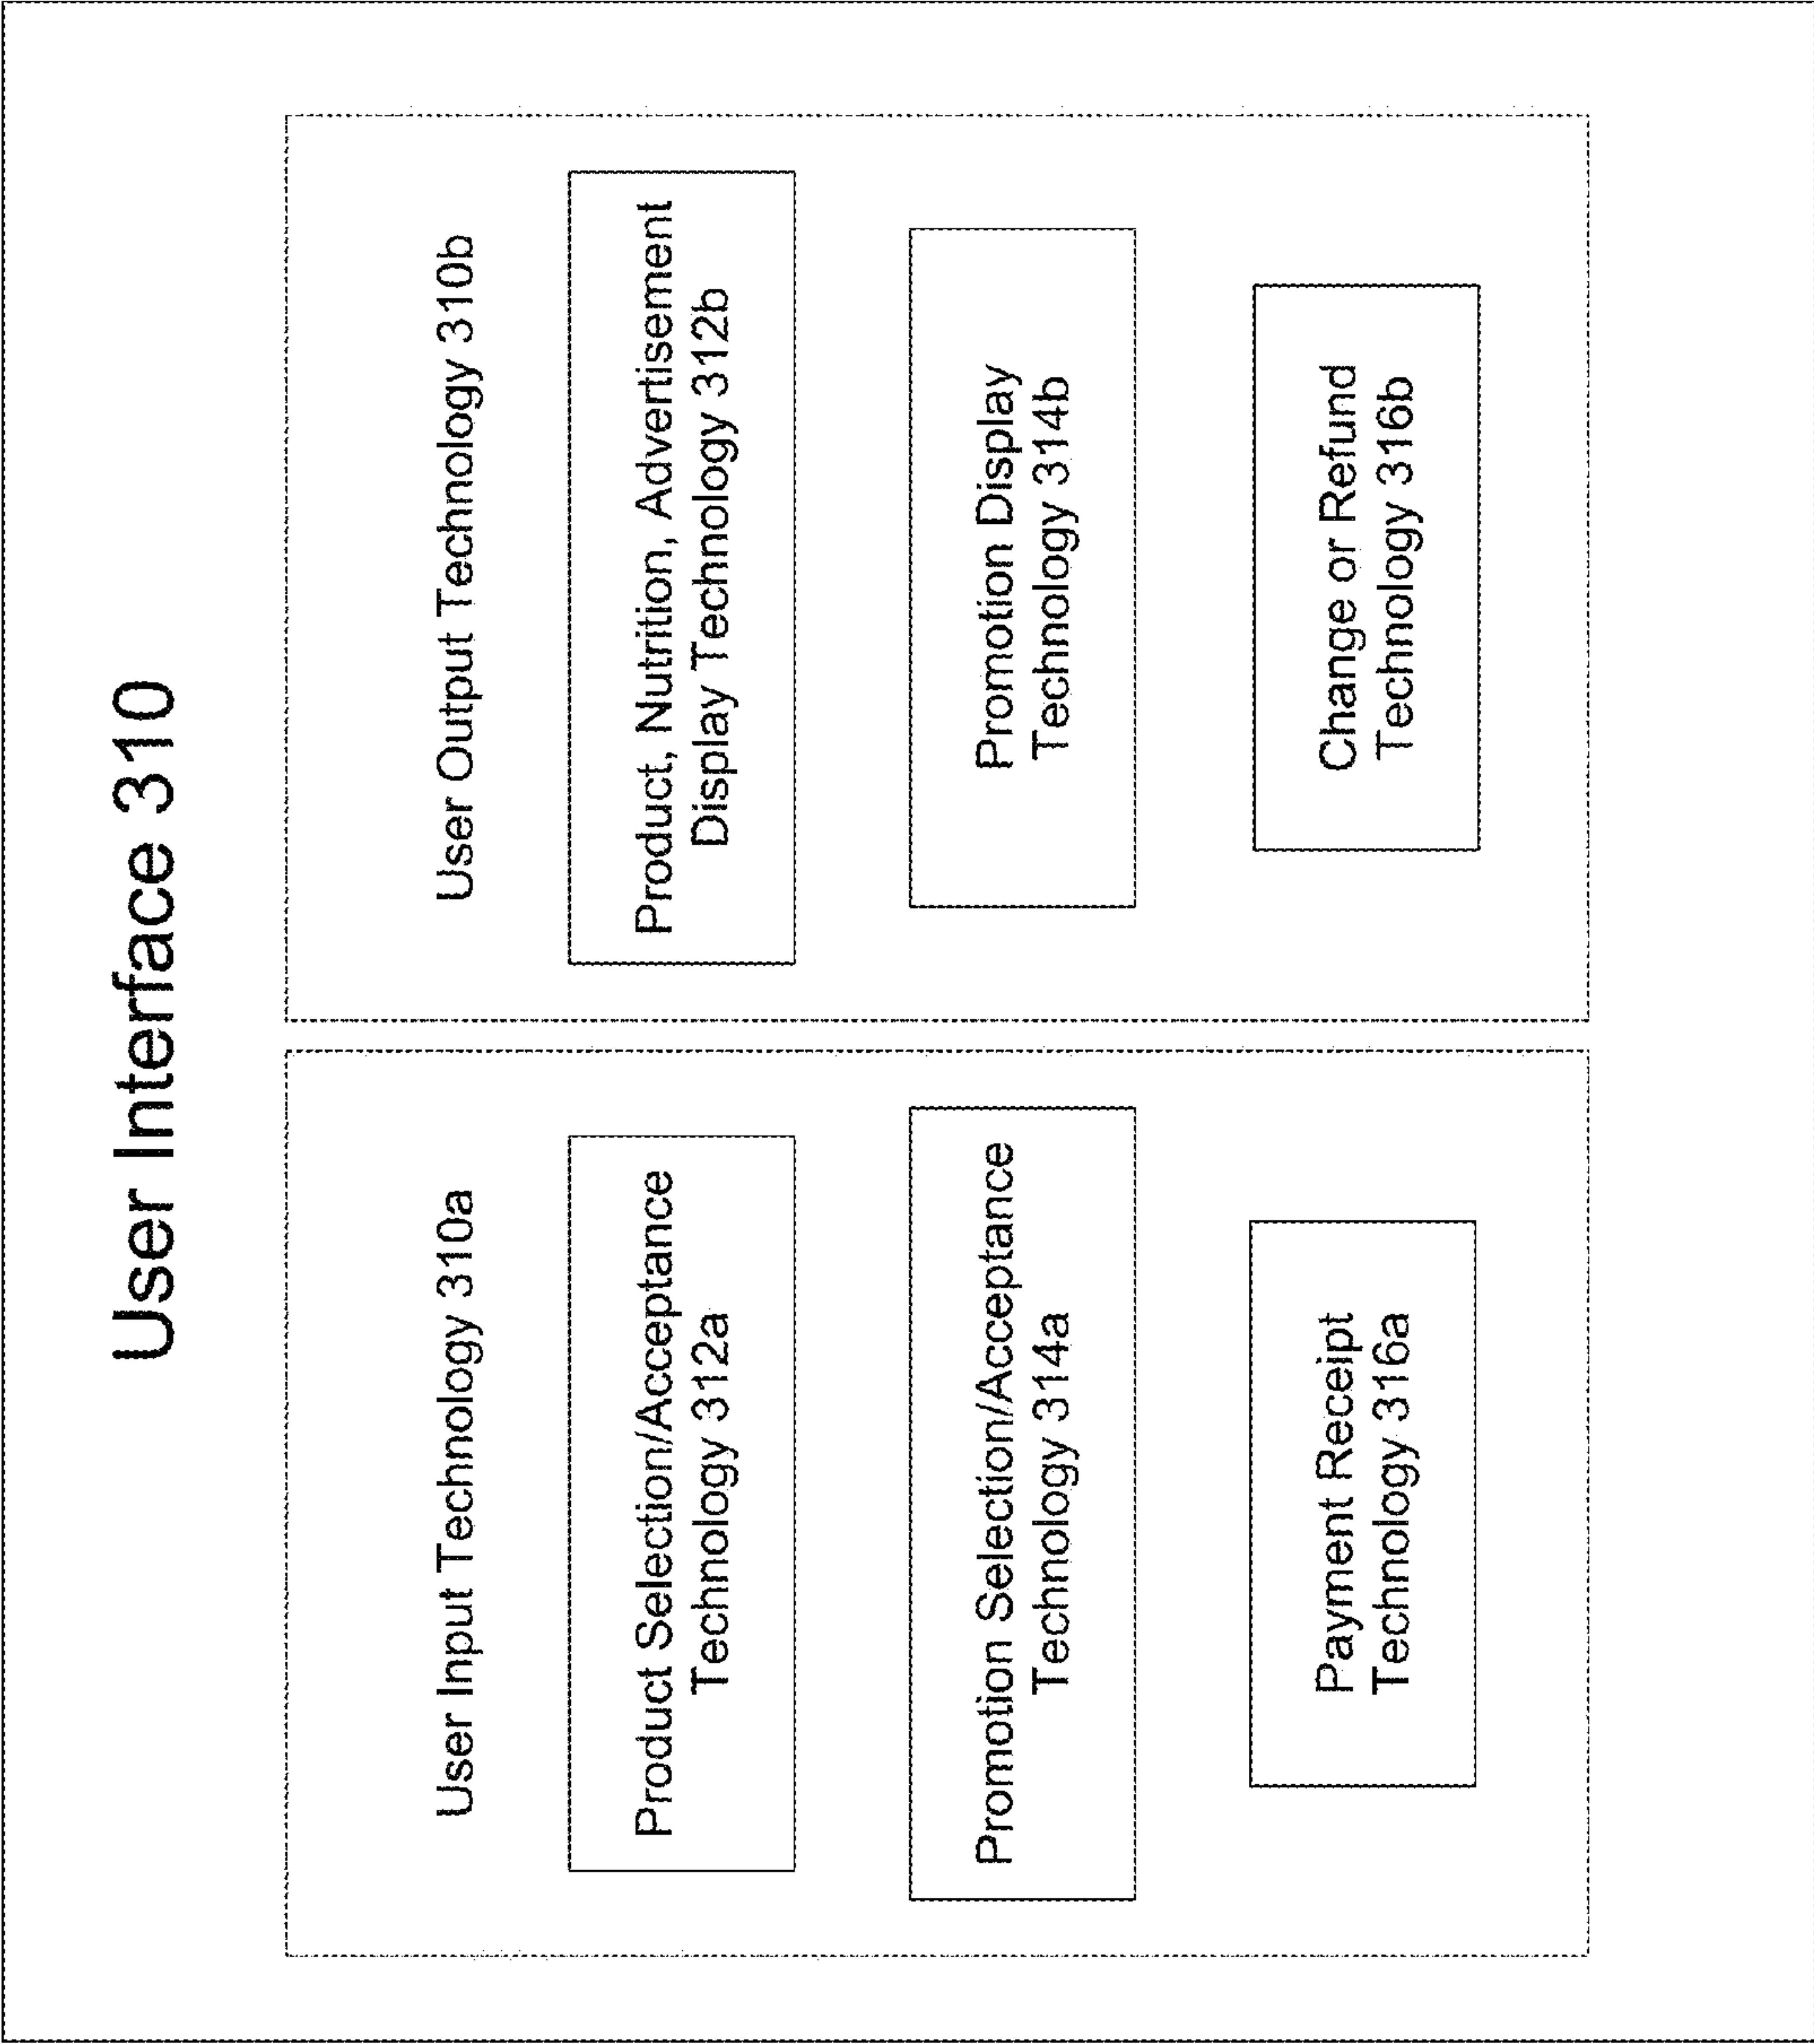 User Interface 310
User Input Technology 310a
Product Selection/Acceptance
Technology 312a
Promotion Selection/Acceptance
Technology 314a
Payment Receipt
Technology 316a
User Output Technology 310b
Product, Nutrition, Advertisement
Display Technology 312b
Promotion Display
Technology 314b
Change or Refund
Technology 316b